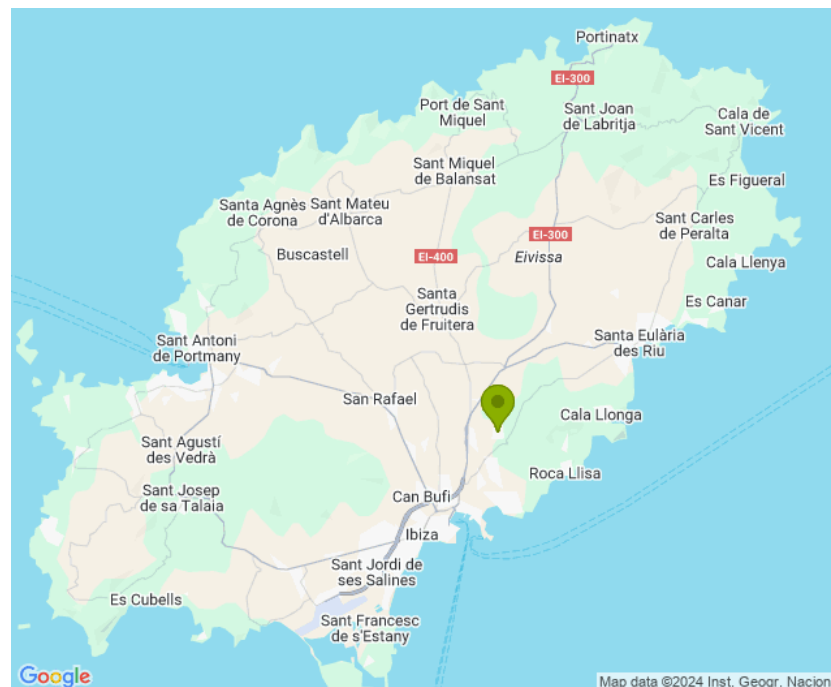 Portinatx
EI-300
Port de Sant
Miquel
Sant Joan
de Labritja
Cala de
Sant Vicent
Sant Miquel
de Balansat
Es Figueral
Santa Agnès
de Corona
Sant Mateu
d'Albarca
Sant Carles
de Peralta
EI-300
Buscastell
EI-400
Eivissa
Cala Llenya
Santa
Gertrudis
de Fruitera
Es Canar
Sant Antoni
de Portmany
Santa Eulària
des Riu
San Rafael
Cala Llonga
Sant Agustí
des Vedrà
Roca Llisa
Sant Josep
de sa Talaia
Can Bufi
Ibiza
Sant Jordi de
ses Salines
Es Cubells
Sant Francesc
de s'Estany
Google
Map data ©2024 Inst. Geogr. Nacion